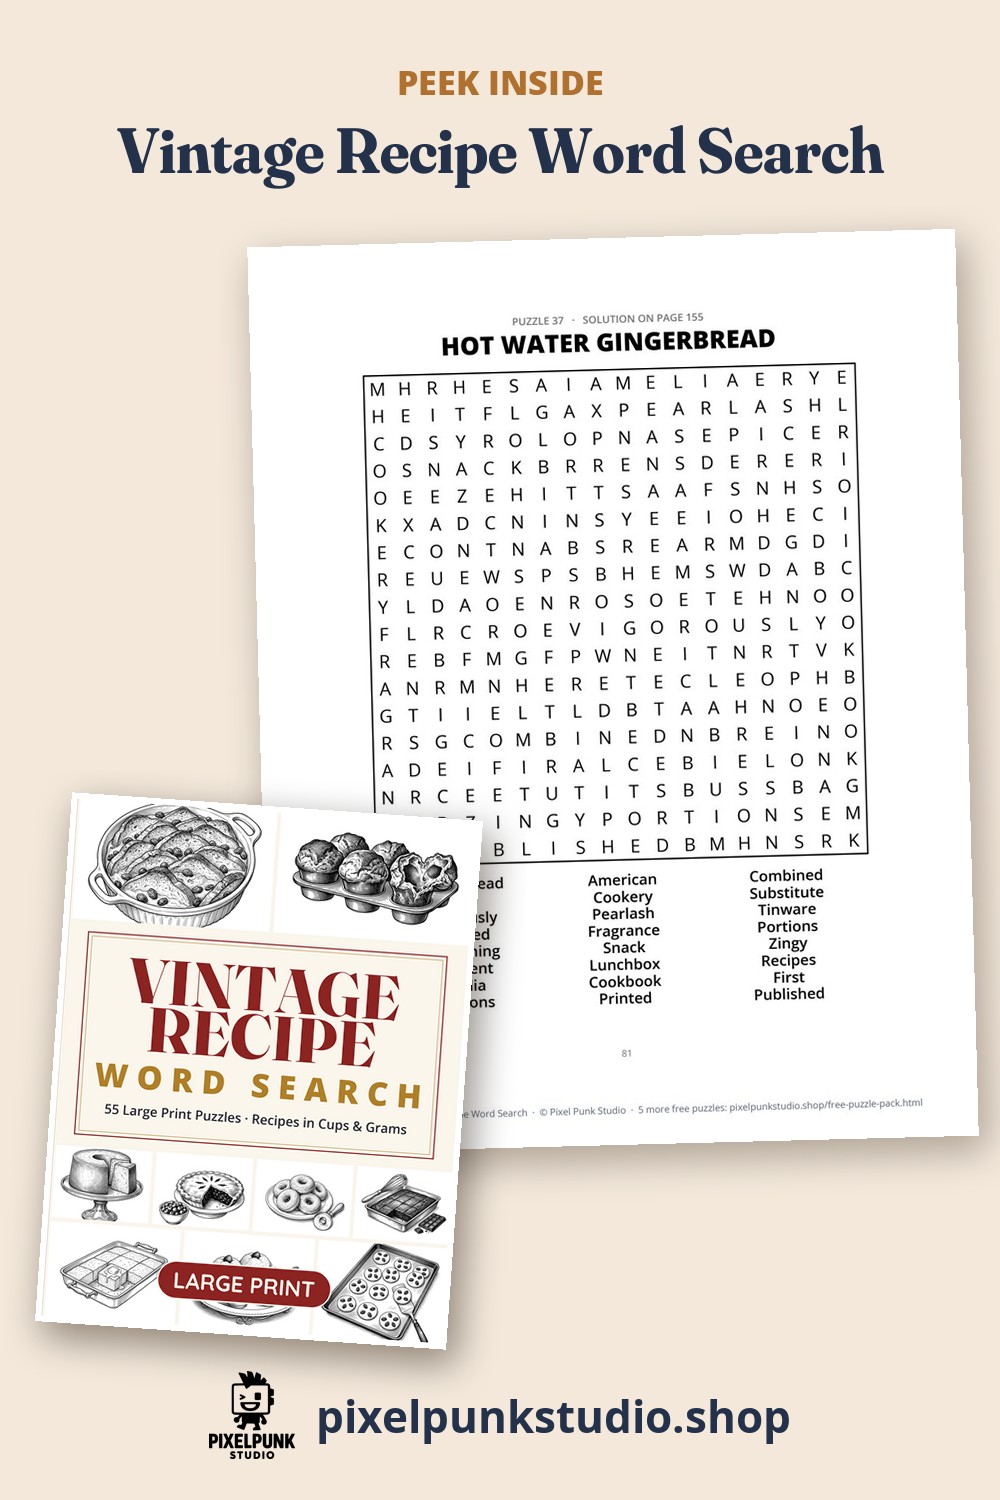 PEEK INSIDE
Vintage Recipe Word Search
PUZZLE 37 · SOLUTION ON PAGE 155
HOT WATER GINGERBREAD
M H R H E S A I A M E L I A E R Y E
H E I T F L G A X P E A R L A S H L
C D S Y R O L O P N A S E P I C E R
O S N A C K B R R E N S D E R E R I
O E E Z E H I T T S A A F S N H S O
K X A D C N I N S Y E E I O H E C I
E C O N T N A B S R E A R M D G D I
R E U E W S P S B H E M S W D A B C
Y L D A O E N R O S O E T E H N O O
F L R C R O E V I G O R O U S L Y O
R E B F M G F P W N E I T N R T V K
A N R M N H E R E T E C L E O P H B
G T I I E L T L D B T A A H N O E O
R S G C O M B I N E D N B R E I N O
A D E I F I R A L C E B I E L O N K
N R C E E T U T I T S B U S S B A G
Z I N G Y P O R T I O N S E M
B L I S H E D B M H N S R K
American
Cookery
Pearlash
Fragrance
Snack
Lunchbox
Cookbook
Printed
Combined
Substitute
Tinware
Portions
Zingy
Recipes
First
Published
81
Word Search · © Pixel Punk Studio · 5 more free puzzles: pixelpunkstudio.shop/free-puzzle-pack.html
VINTAGE
RECIPE
WORD SEARCH
55 Large Print Puzzles · Recipes in Cups & Grams
LARGE PRINT
PIXELPUNK
STUDIO
pixelpunkstudio.shop